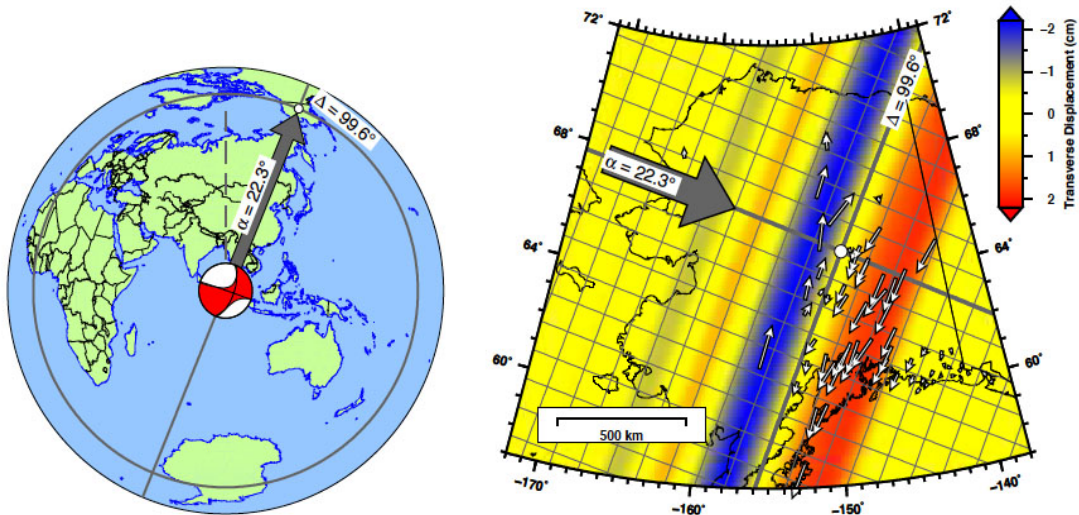 Δ = 99.6°
α = 22.3°
72°
72°
68°
68°
64°
64°
60°
60°
−170°
−160°
−150°
−140°
Δ = 99.6°
α = 22.3°
500 km
−2
−1
0
1
2
Transverse Displacement (cm)